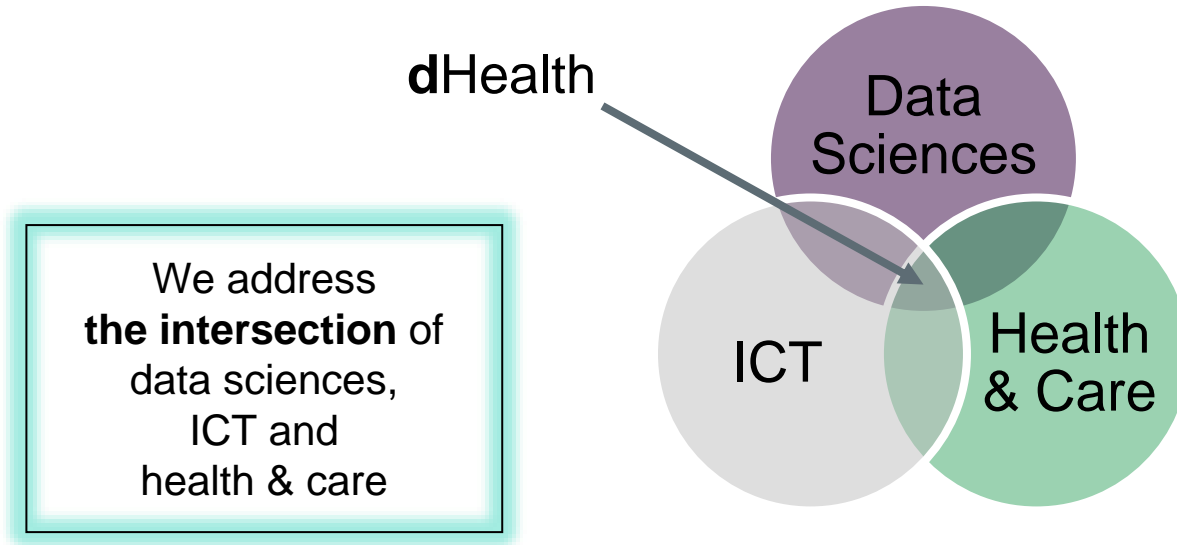 dHealth
Data
Sciences
We address
the intersection of
data sciences,
ICT and
health & care
ICT
Health
& Care